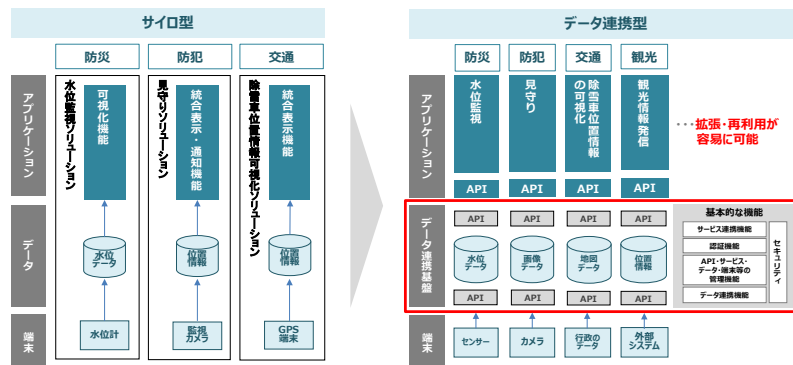 サイロ型
防災
防犯
交通
アプリケーション
データ
端末
水位監視ソリューション
可視化機能
水位
データ
水位計
見守りソリューション
統合表示・通知機能
位置
情報
監視
カメラ
除雪車位置情報可視化ソリューション
統合表示機能
位置
情報
GPS
端末
データ連携型
防災
防犯
交通
観光
アプリケーション
データ連携基盤
端末
水位監視
見守り
除雪車位置情報
の可視化
観光情報発信
・・・拡張・再利用が
容易に可能
API
API
API
API
API
API
API
API
水位
データ
画像
データ
地図
データ
位置
情報
API
API
API
API
センサー
カメラ
行政の
データ
外部
システム
基本的な機能
サービス連携機能
認証機能
API・サービス・
データ・端末等の
管理機能
データ連携機能
セキュリティ